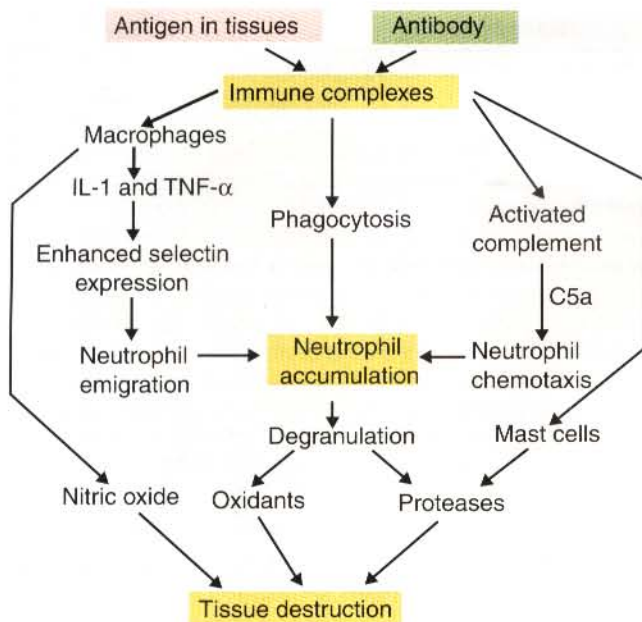 Antigen in tissues
Antibody
Immune complexes
Macrophages
IL-1 and TNF-α
Enhanced selectin
expression
Neutrophil
emigration
Phagocytosis
Activated
complement
C5a
Neutrophil
accumulation
Neutrophil
chemotaxis
Degranulation
Mast cells
Nitric oxide
Oxidants
Proteases
Tissue destruction